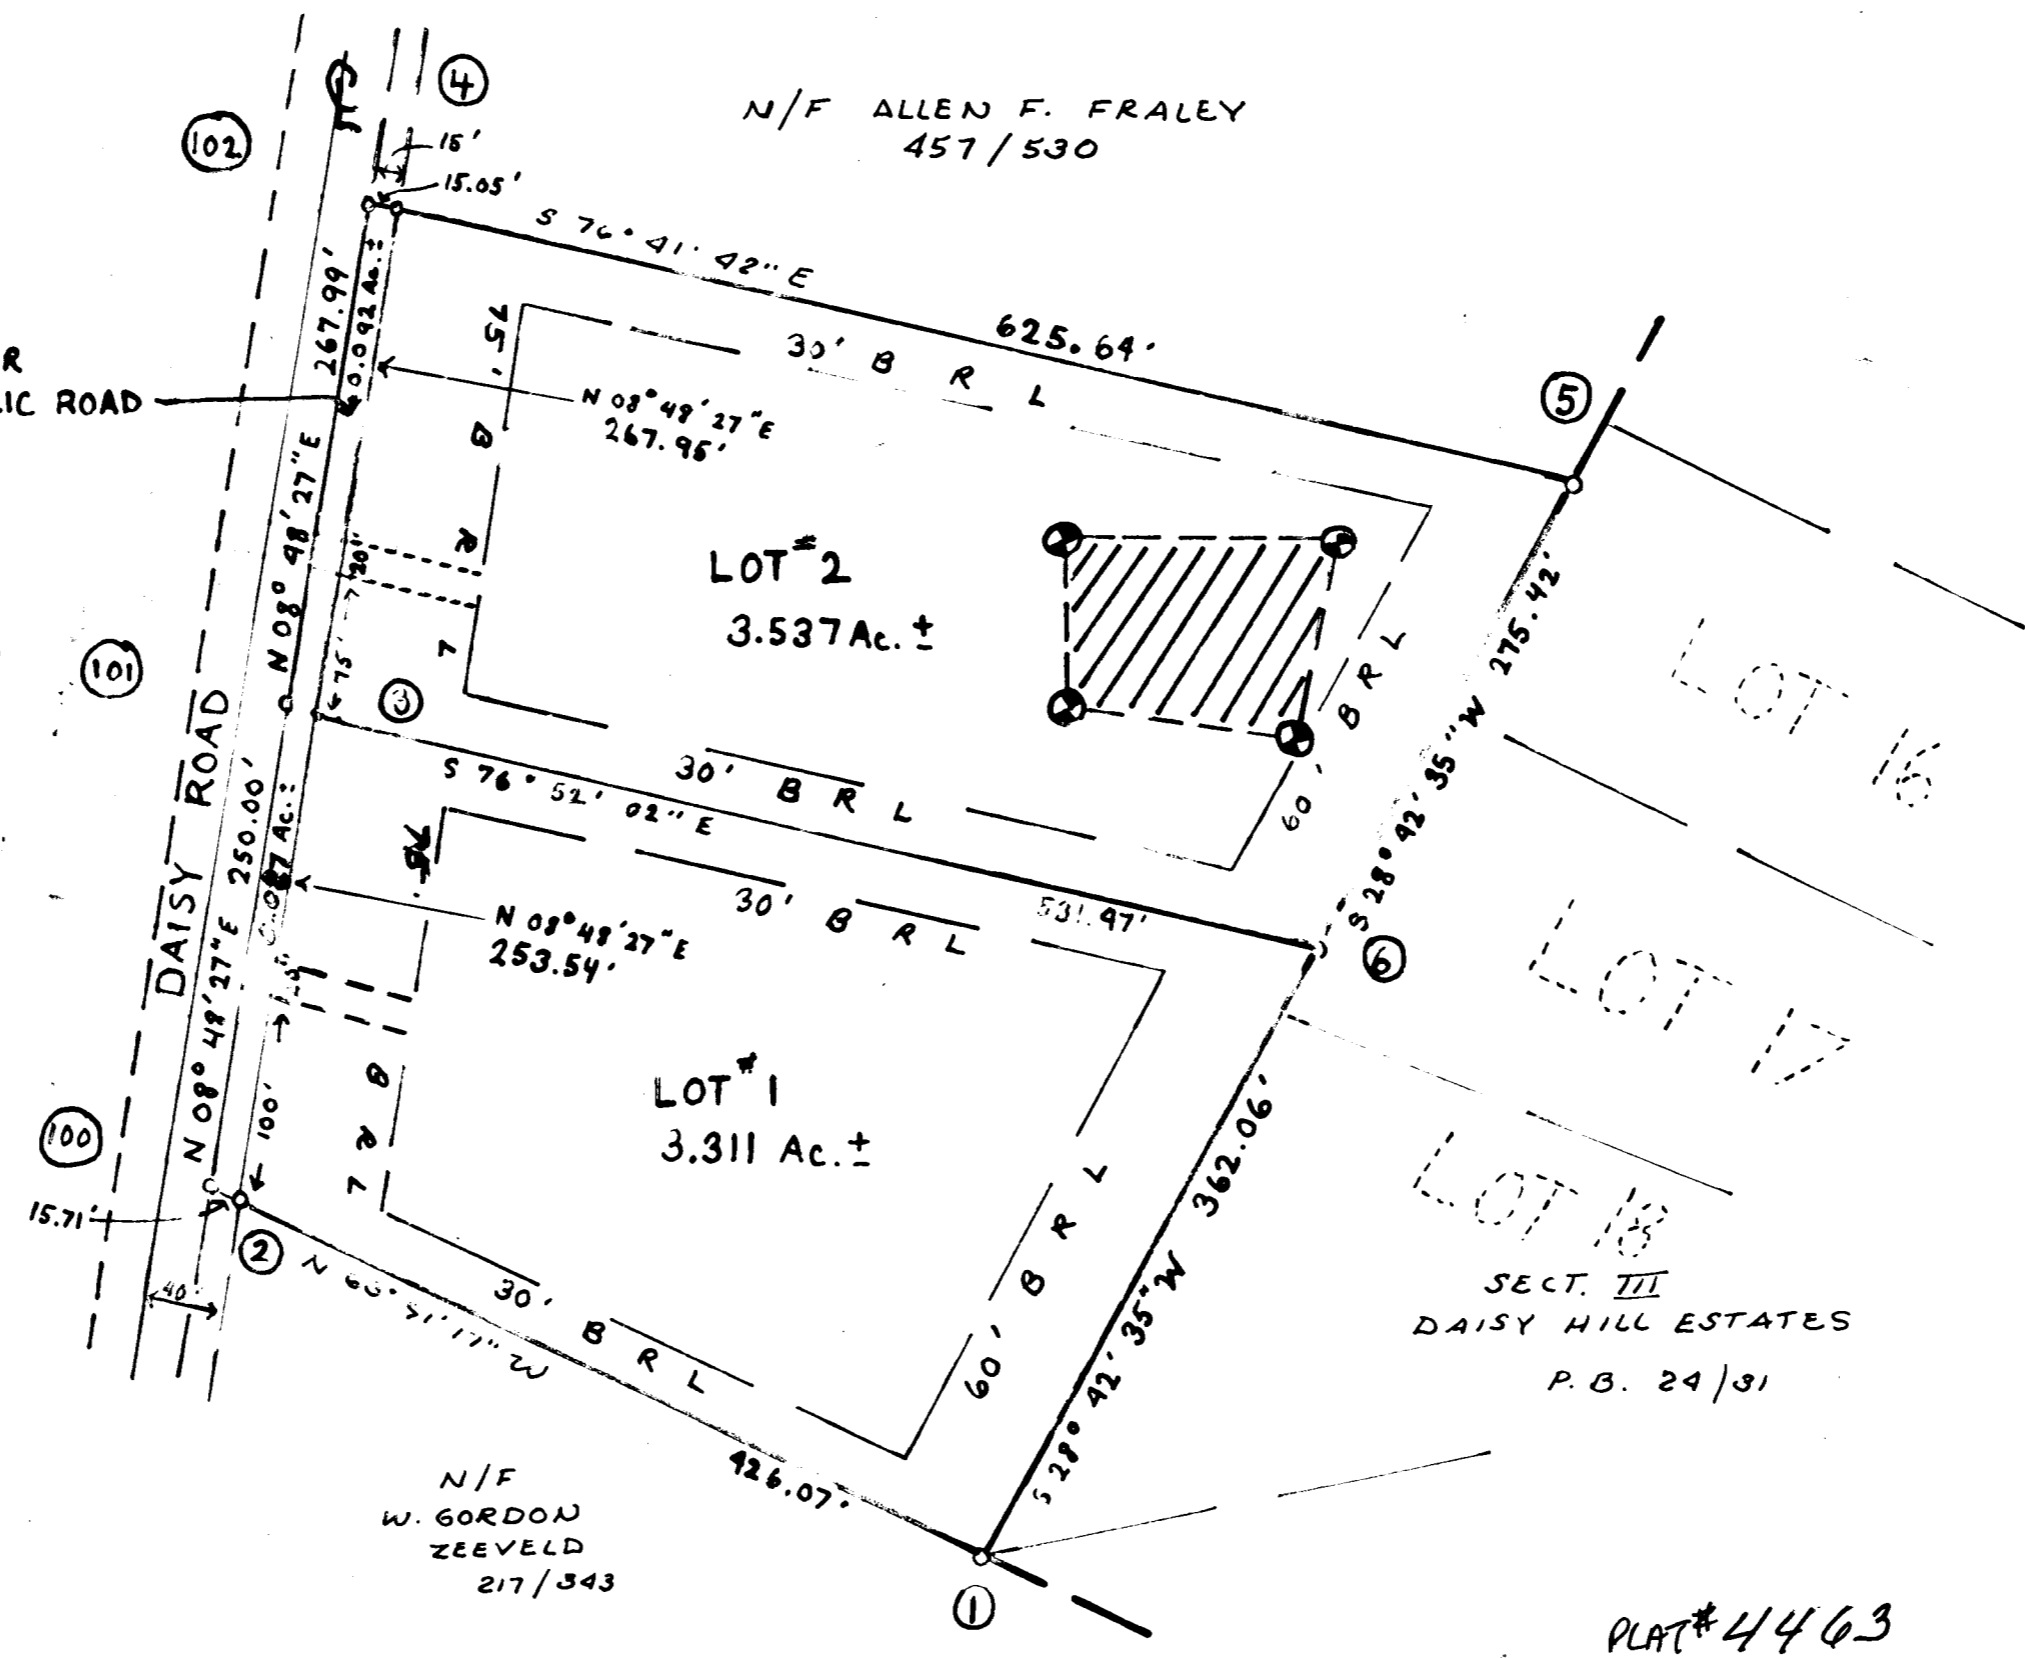 102
4
15'
15.05'
N/F ALLEN F. FRALEY
457/530
S 76° 41' 42" E
625.64'
267.99'
0.092 Ac.±
R
IC ROAD
N 08° 48' 27" E
N 08° 48' 27" E
267.95'
75' B R L
30' B R L
5
LOT #2
3.537 Ac. ±
20'
75'
101
3
30' B R L
60' B R L
S 28° 42' 35" W 275.42'
LOT 16
S 76° 52' 02" E
531.47'
6
DAISY ROAD
N 08° 48' 27" E 250.00'
Ac.±
N 08° 48' 27" E
253.54'
B R L
30' B R L
LOT 17
LOT #1
3.311 Ac. ±
100'
100
15.71'
2
40'
30' B R L
60' B R L
S 28° 42' 35" W 362.06'
LOT 18
SECT. III
DAISY HILL ESTATES
P.B. 24/31
426.07'
N/F
W. GORDON
ZEEVELD
217/343
1
PLAT #4463